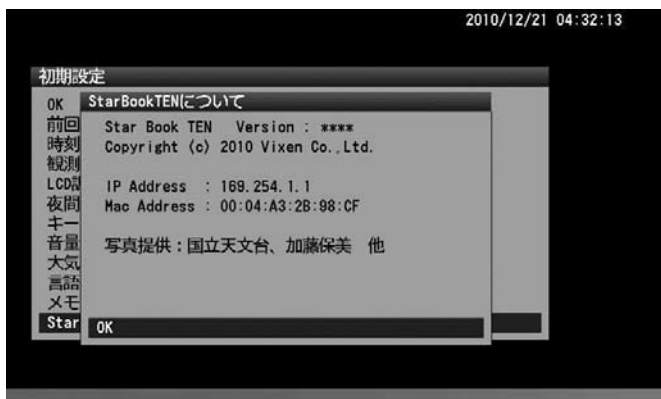 2010/12/21 04:32:13
初期設定
OK
StarBookTENについて
前回
時刻
観測
LCD
夜間
キー
音量
大気
言語
メモ
Star
Star Book TEN Version : ****
Copyright (c) 2010 Vixen Co.,Ltd.
IP Address : 169.254.1.1
Mac Address : 00:04:A3:2B:98:CF
写真提供：国立天文台、加藤保美 他
OK